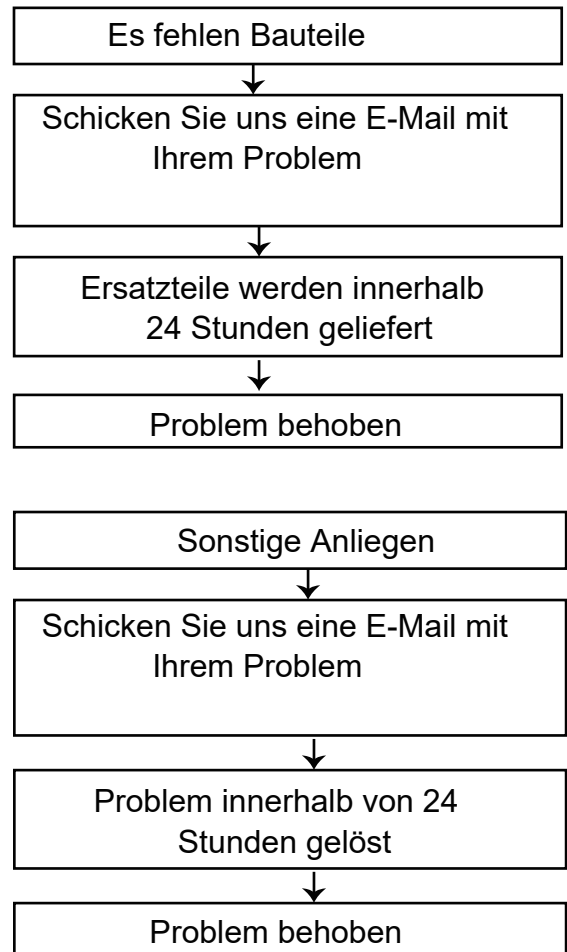 Es fehlen Bauteile
Schicken Sie uns eine E-Mail mit
Ihrem Problem
Ersatzteile werden innerhalb
24 Stunden geliefert
Problem behoben
Sonstige Anliegen
Schicken Sie uns eine E-Mail mit
Ihrem Problem
Problem innerhalb von 24
Stunden gelöst
Problem behoben